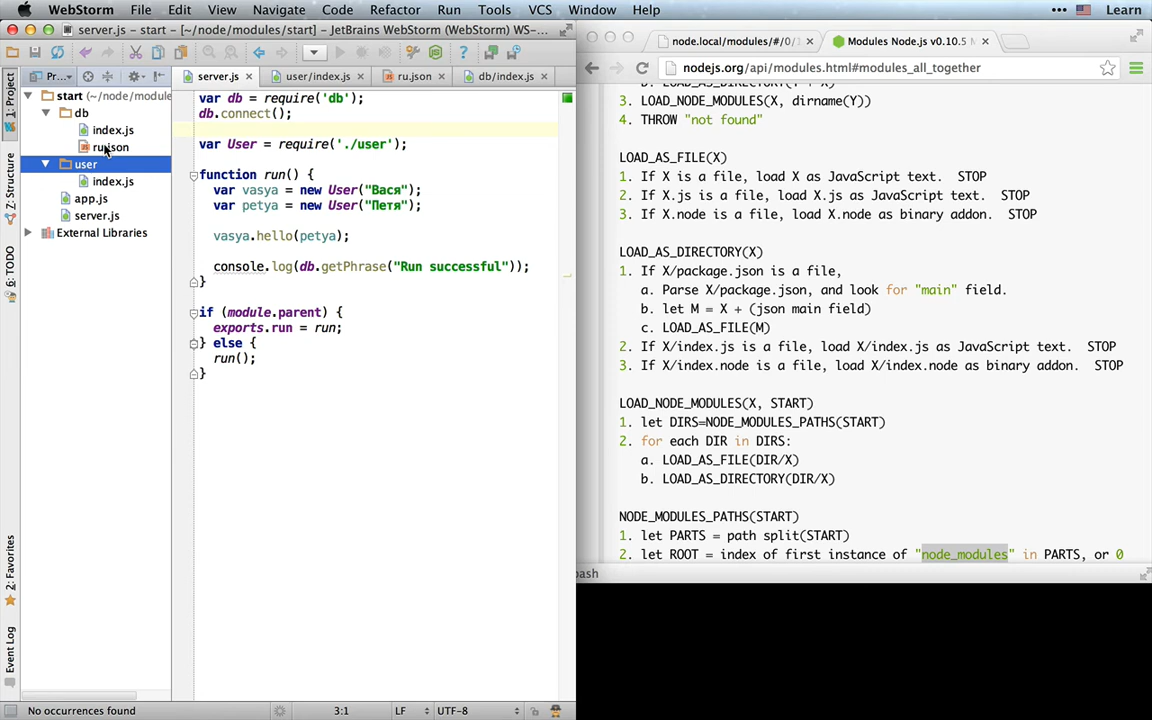 WebStorm File Edit View Navigate Code Refactor Run Tools VCS Window Help Learn
server.js - start - [~/node/modules/start] - JetBrains WebStorm (WebStorm) WS-...
node.local/modules/#/0/
Modules Node.js v0.10.5
nodejs.org/api/modules.html#modules_all_together
Pr...
server.js
user/index.js
ru.json
db/index.js
1: Project
Z: Structure
6: TODO
2: Favorites
Event Log
start (~/node/module
db
index.js
user
index.js
app.js
server.js
External Libraries
var db = require('db');
db.connect();
var User = require('./user');
function run() {
var vasya = new User("Вася");
var petya = new User("Петя");
vasya.hello(petya);
console.log(db.getPhrase("Run successful"));
}
if (module.parent) {
exports.run = run;
} else {
run();
}
3. LOAD_NODE_MODULES(X, dirname(Y))
4. THROW "not found"
LOAD_AS_FILE(X)
1. If X is a file, load X as JavaScript text. STOP
2. If X.js is a file, load X.js as JavaScript text. STOP
3. If X.node is a file, load X.node as binary addon. STOP
LOAD_AS_DIRECTORY(X)
1. If X/package.json is a file,
a. Parse X/package.json, and look for "main" field.
b. let M = X + (json main field)
c. LOAD_AS_FILE(M)
2. If X/index.js is a file, load X/index.js as JavaScript text. STOP
3. If X/index.node is a file, load X/index.node as binary addon. STOP
LOAD_NODE_MODULES(X, START)
1. let DIRS=NODE_MODULES_PATHS(START)
2. for each DIR in DIRS:
a. LOAD_AS_FILE(DIR/X)
b. LOAD_AS_DIRECTORY(DIR/X)
NODE_MODULES_PATHS(START)
1. let PARTS = path split(START)
2. let ROOT = index of first instance of "node_modules" in PARTS, or 0
bash
No occurrences found
3:1
LF
UTF-8